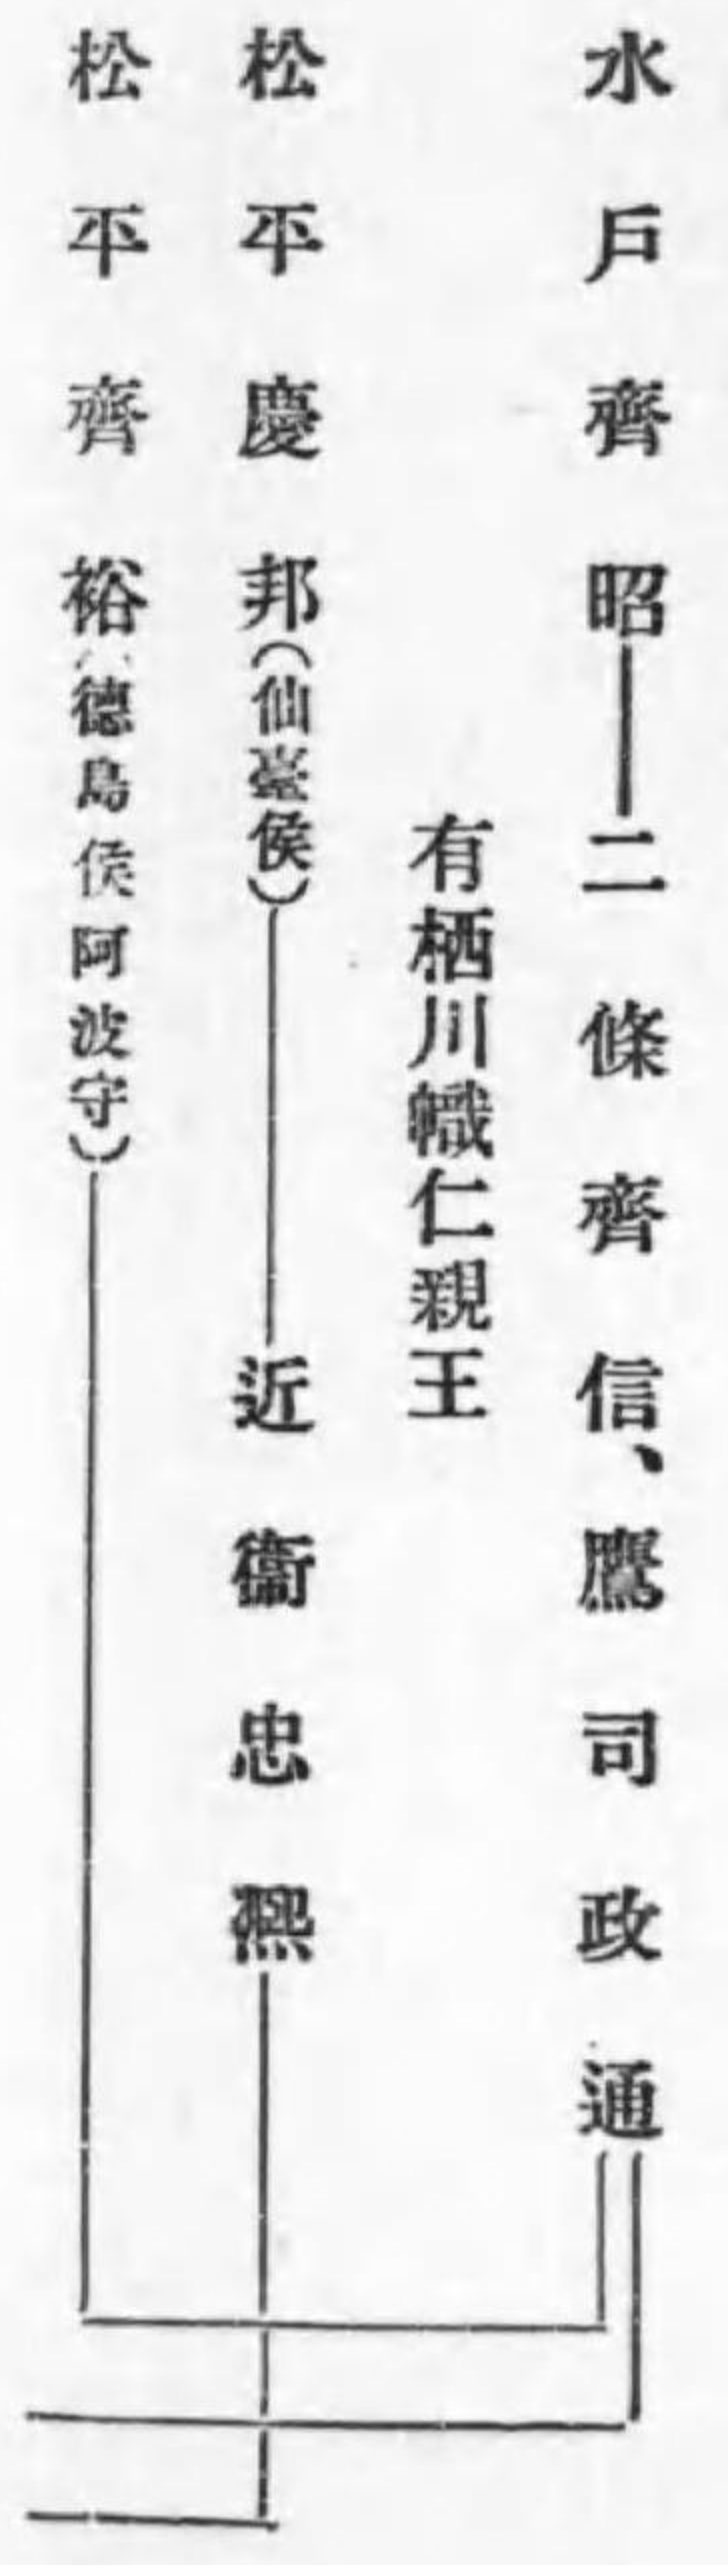 水戶齊昭――二條齊信、鷹司政通
有栖川幟仁親王
松平慶邦(仙臺侯)――近衞忠熈
松平齊裕(德島侯阿波守)